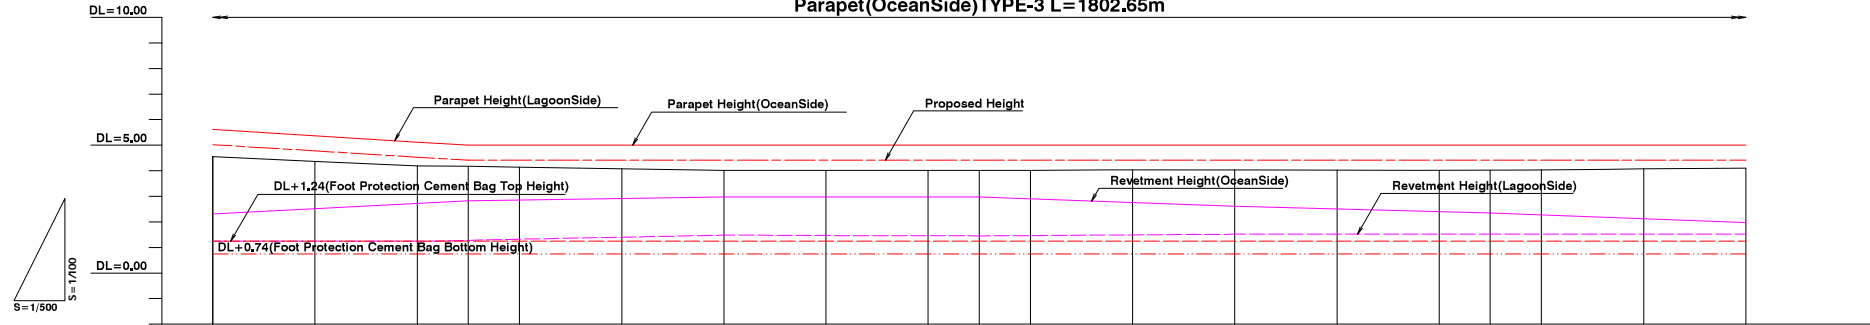 Parapet(OceanSide)TYPE-3 L=1802.65m
DL=10.00
Parapet Height(LagoonSide)
Parapet Height(OceanSide)
Proposed Height
DL=5.00
DL+1.24(Foot Protection Cement Bag Top Height)
Revetment Height(OceanSide)
Revetment Height(LagoonSide)
DL+0.74(Foot Protection Cement Bag Bottom Height)
DL=0.00
S=1/100
S=1/500